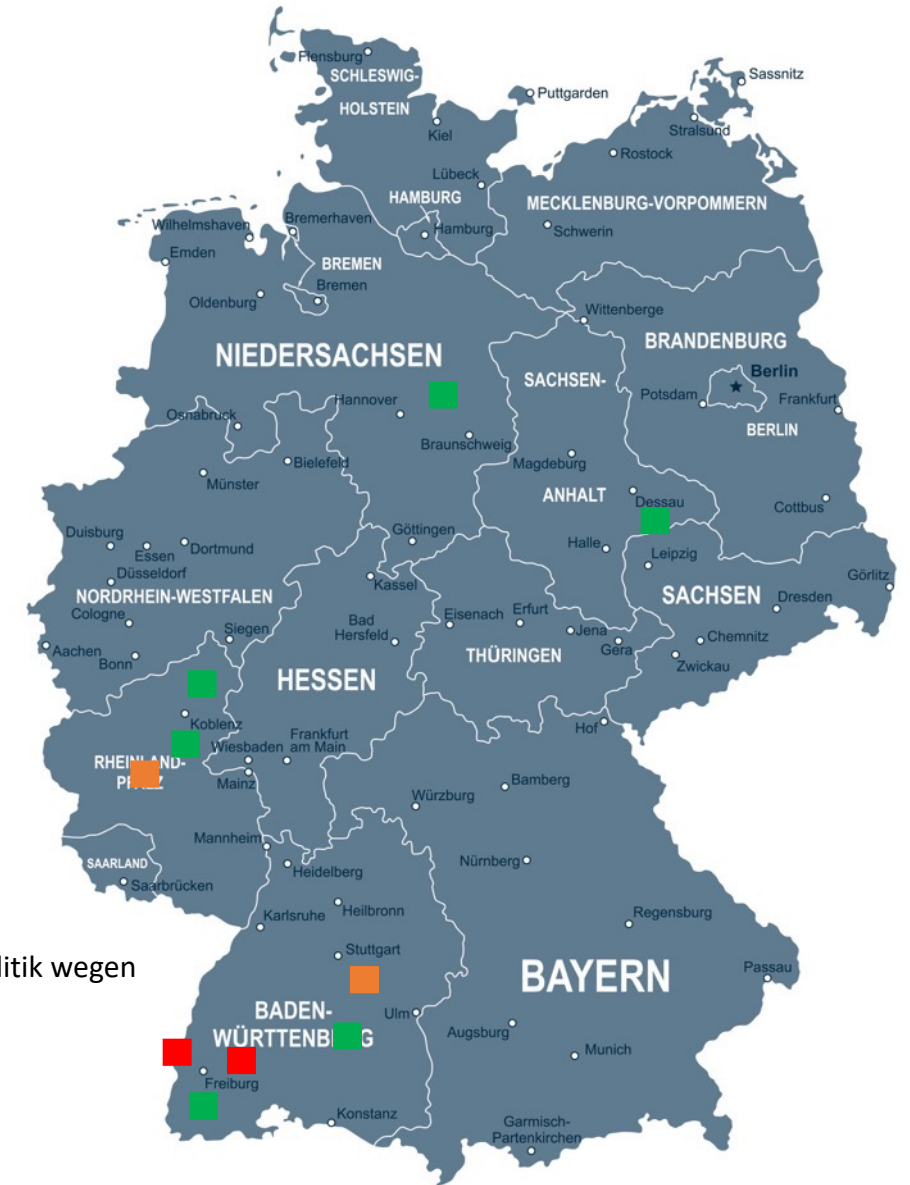 Flensburg
SCHLESWIG-
HOLSTEIN
Puttgarden
Sassnitz
Kiel
Stralsund
Rostock
Lübeck
HAMBURG
MECKLENBURG-VORPOMMERN
Wilhelmshaven
Bremerhaven
Hamburg
Schwerin
Emden
BREMEN
Bremen
Oldenburg
Wittenberge
BRANDENBURG
NIEDERSACHSEN
SACHSEN-
Berlin
Hannover
Potsdam
Frankfurt
Osnabruck
BERLIN
Braunschweig
Bielefeld
Magdeburg
Münster
ANHALT
Dessau
Cottbus
Duisburg
Göttingen
Essen
Dortmund
Halle
Leipzig
Düsseldorf
Kassel
Görlitz
NORDRHEIN-WESTFALEN
SACHSEN
Dresden
Cologne
Bad
Hersfeld
Eisenach
Erfurt
Siegen
Jena
Chemnitz
Aachen
Bonn
THÜRINGEN
Gera
Zwickau
HESSEN
Koblenz
Hof
Wiesbaden
Frankfurt
am Main
RHEINLAND-
PFALZ
Mainz
Bamberg
Würzburg
Mannheim
SAARLAND
Heidelberg
Nürnberg
Saarbrücken
Karlsruhe
Heilbronn
Regensburg
Stuttgart
litik wegen
BAYERN
Passau
BADEN-
WÜRTTENBERG
Ulm
Augsburg
Munich
Freiburg
Konstanz
Garmisch-
Partenkirchen